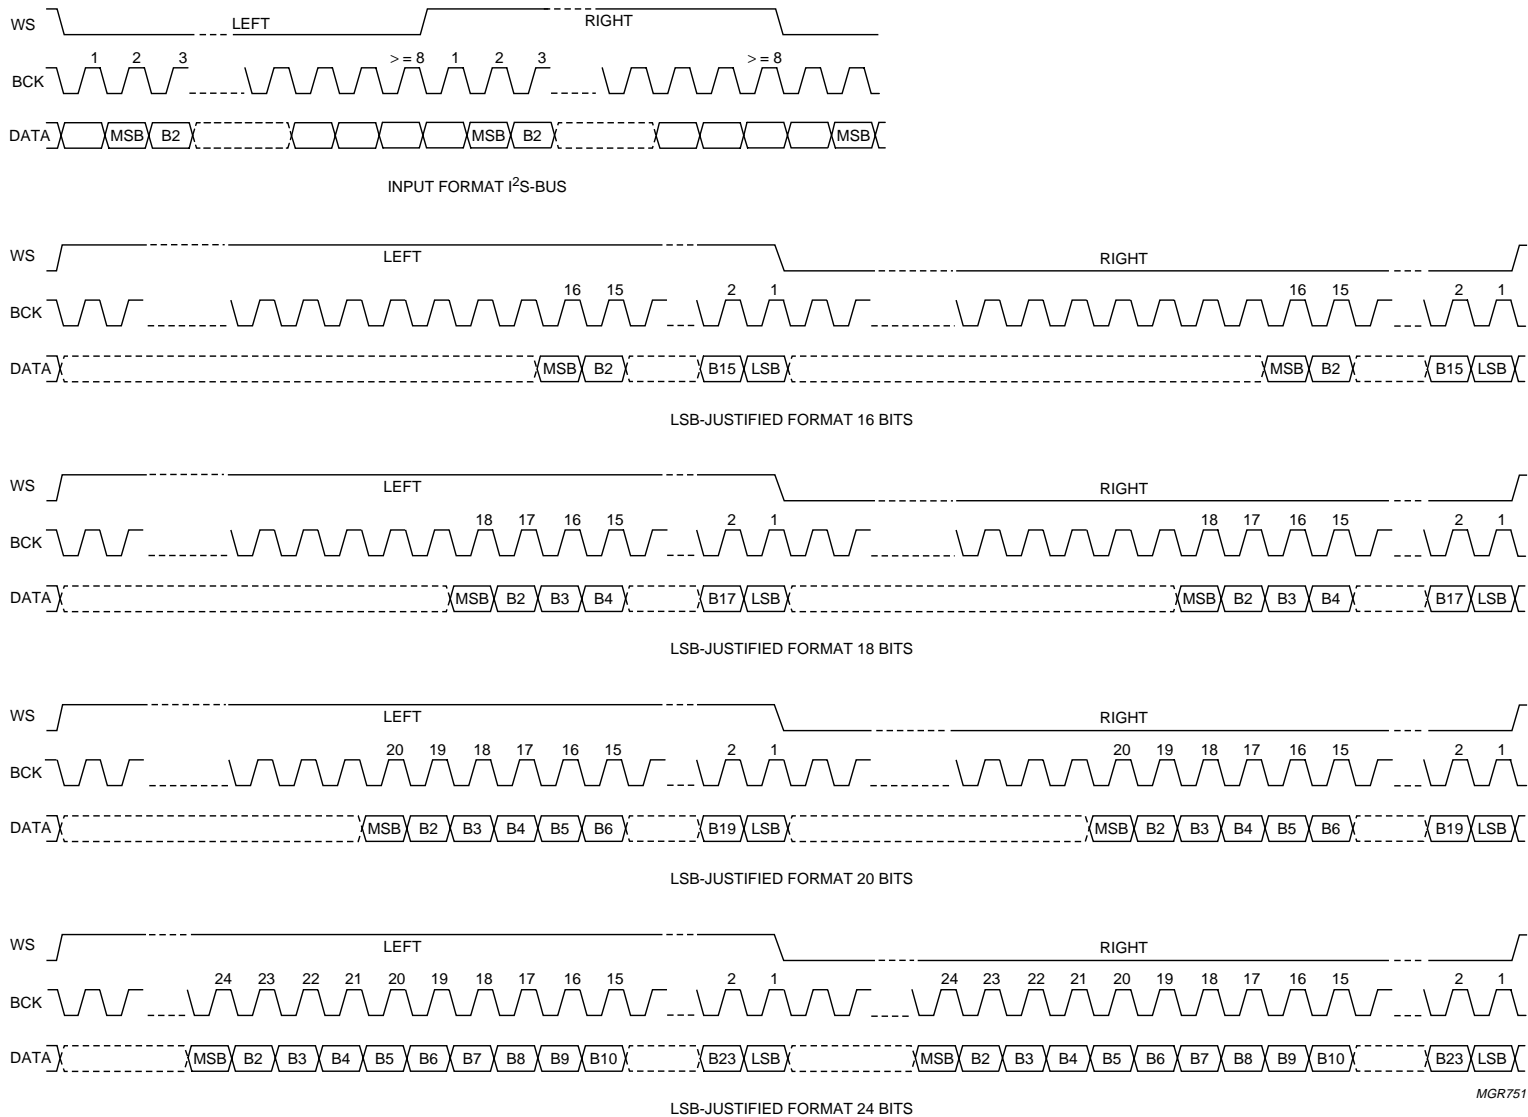 WS LEFT RIGHT
1 2 3 >= 8 1 2 3 >= 8
BCK
DATA MSB B2 MSB B2 MSB
INPUT FORMAT I²S-BUS
WS LEFT RIGHT
16 15 2 1 16 15 2 1
BCK
DATA MSB B2 B15 LSB MSB B2 B15 LSB
LSB-JUSTIFIED FORMAT 16 BITS
WS LEFT RIGHT
18 17 16 15 2 1 18 17 16 15 2 1
BCK
DATA MSB B2 B3 B4 B17 LSB MSB B2 B3 B4 B17 LSB
LSB-JUSTIFIED FORMAT 18 BITS
WS LEFT RIGHT
20 19 18 17 16 15 2 1 20 19 18 17 16 15 2 1
BCK
DATA MSB B2 B3 B4 B5 B6 B19 LSB MSB B2 B3 B4 B5 B6 B19 LSB
LSB-JUSTIFIED FORMAT 20 BITS
WS LEFT RIGHT
24 23 22 21 20 19 18 17 16 15 2 1 24 23 22 21 20 19 18 17 16 15 2 1
BCK
DATA MSB B2 B3 B4 B5 B6 B7 B8 B9 B10 B23 LSB MSB B2 B3 B4 B5 B6 B7 B8 B9 B10 B23 LSB
MGR751
LSB-JUSTIFIED FORMAT 24 BITS